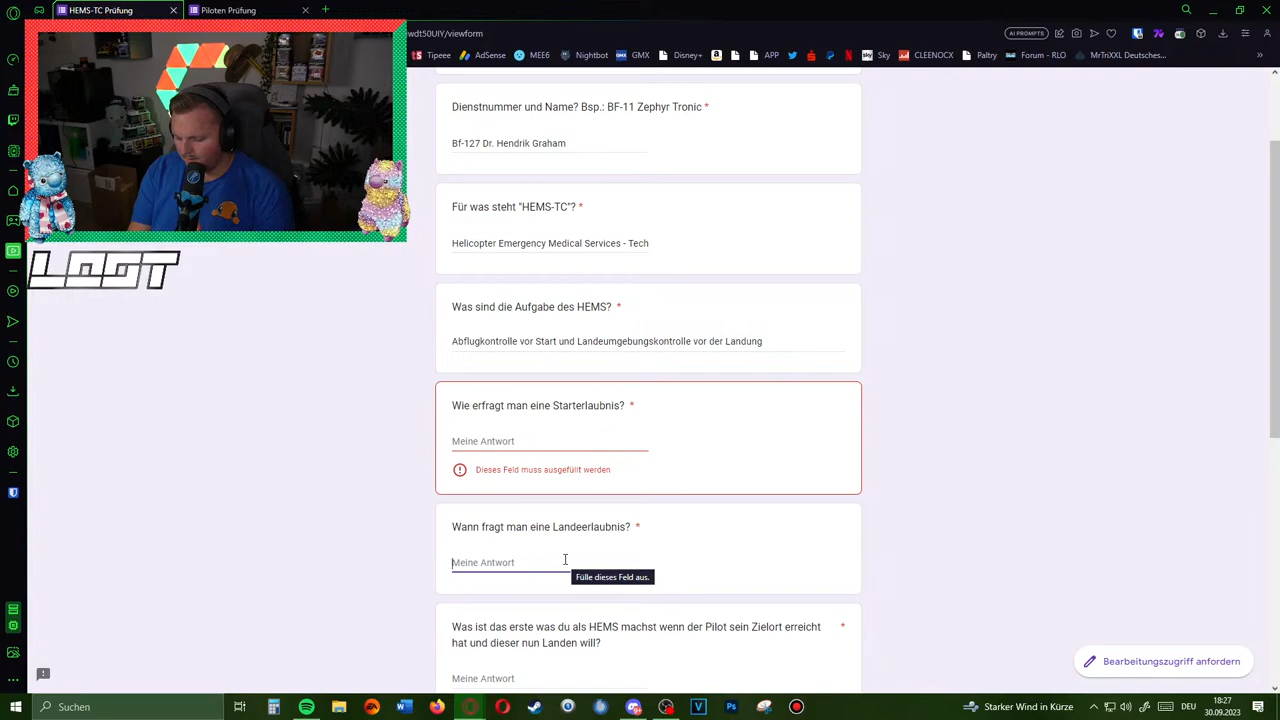 HEMS-TC Prüfung
Piloten Prüfung
wdt50UIY/viewform
AI PROMPTS
Tipeee
AdSense
MEE6
Nightbot
GMX
Disney+
APP
Sky
CLEENOCX
Paltry
Forum - RLO
MrTriXXL Deutsches...
Dienstnummer und Name? Bsp.: BF-11 Zephyr Tronic *
Bf-127 Dr. Hendrik Graham
Für was steht "HEMS-TC"? *
Helicopter Emergency Medical Services - Tech
Was sind die Aufgabe des HEMS? *
Abflugkontrolle vor Start und Landeumgebungskontrolle vor der Landung
Wie erfragt man eine Starterlaubnis? *
Meine Antwort
Dieses Feld muss ausgefüllt werden
Wann fragt man eine Landeerlaubnis? *
Meine Antwort
Fülle dieses Feld aus.
Was ist das erste was du als HEMS machst wenn der Pilot sein Zielort erreicht *
hat und dieser nun Landen will?
Meine Antwort
Bearbeitungszugriff anfordern
Suchen
Starker Wind in Kürze
DEU
18:27
30.09.2023